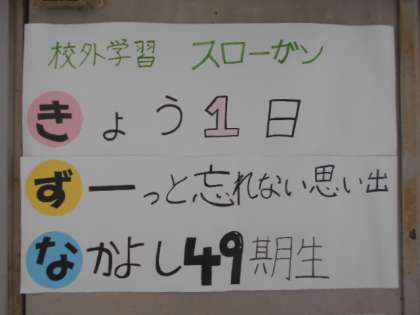 校外学習 スローガン
きょう1日
ずーっと忘れない思い出
なかよし49期生